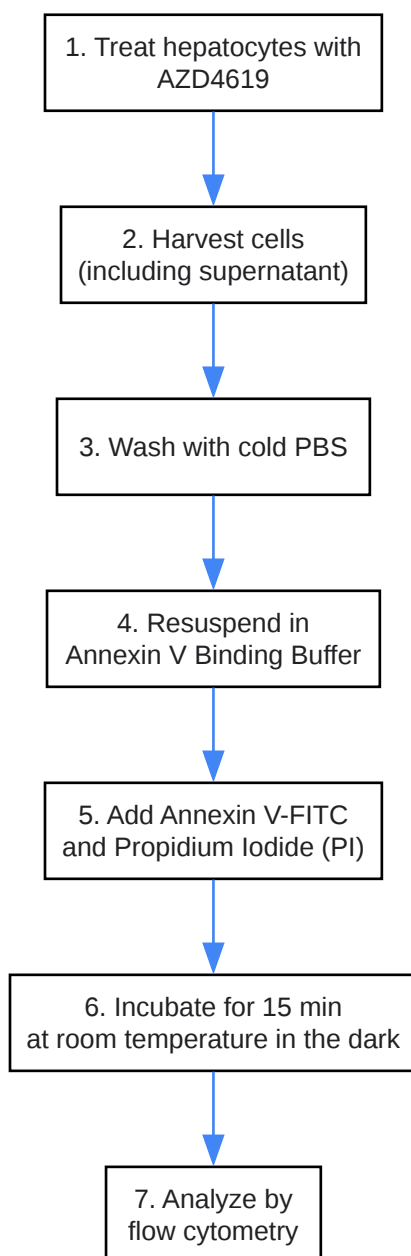 1. Treat hepatocytes with
AZD4619
2. Harvest cells
(including supernatant)
3. Wash with cold PBS
4. Resuspend in
Annexin V Binding Buffer
5. Add Annexin V-FITC
and Propidium Iodide (PI)
6. Incubate for 15 min
at room temperature in the dark
7. Analyze by
flow cytometry